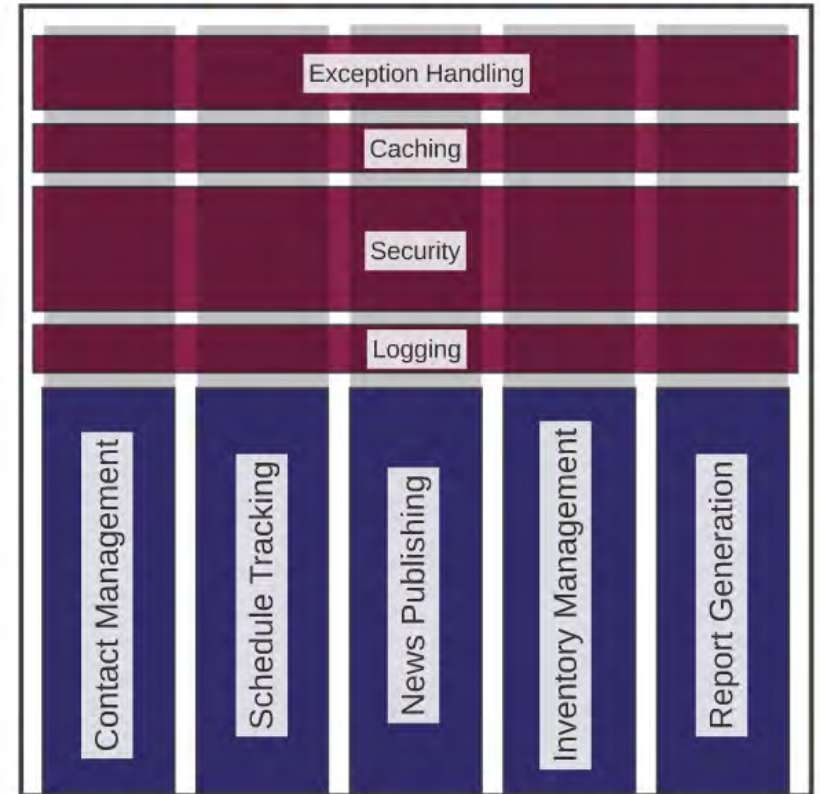 Exception Handling
Caching
Security
Logging
Contact Management
Schedule Tracking
News Publishing
Inventory Management
Report Generation